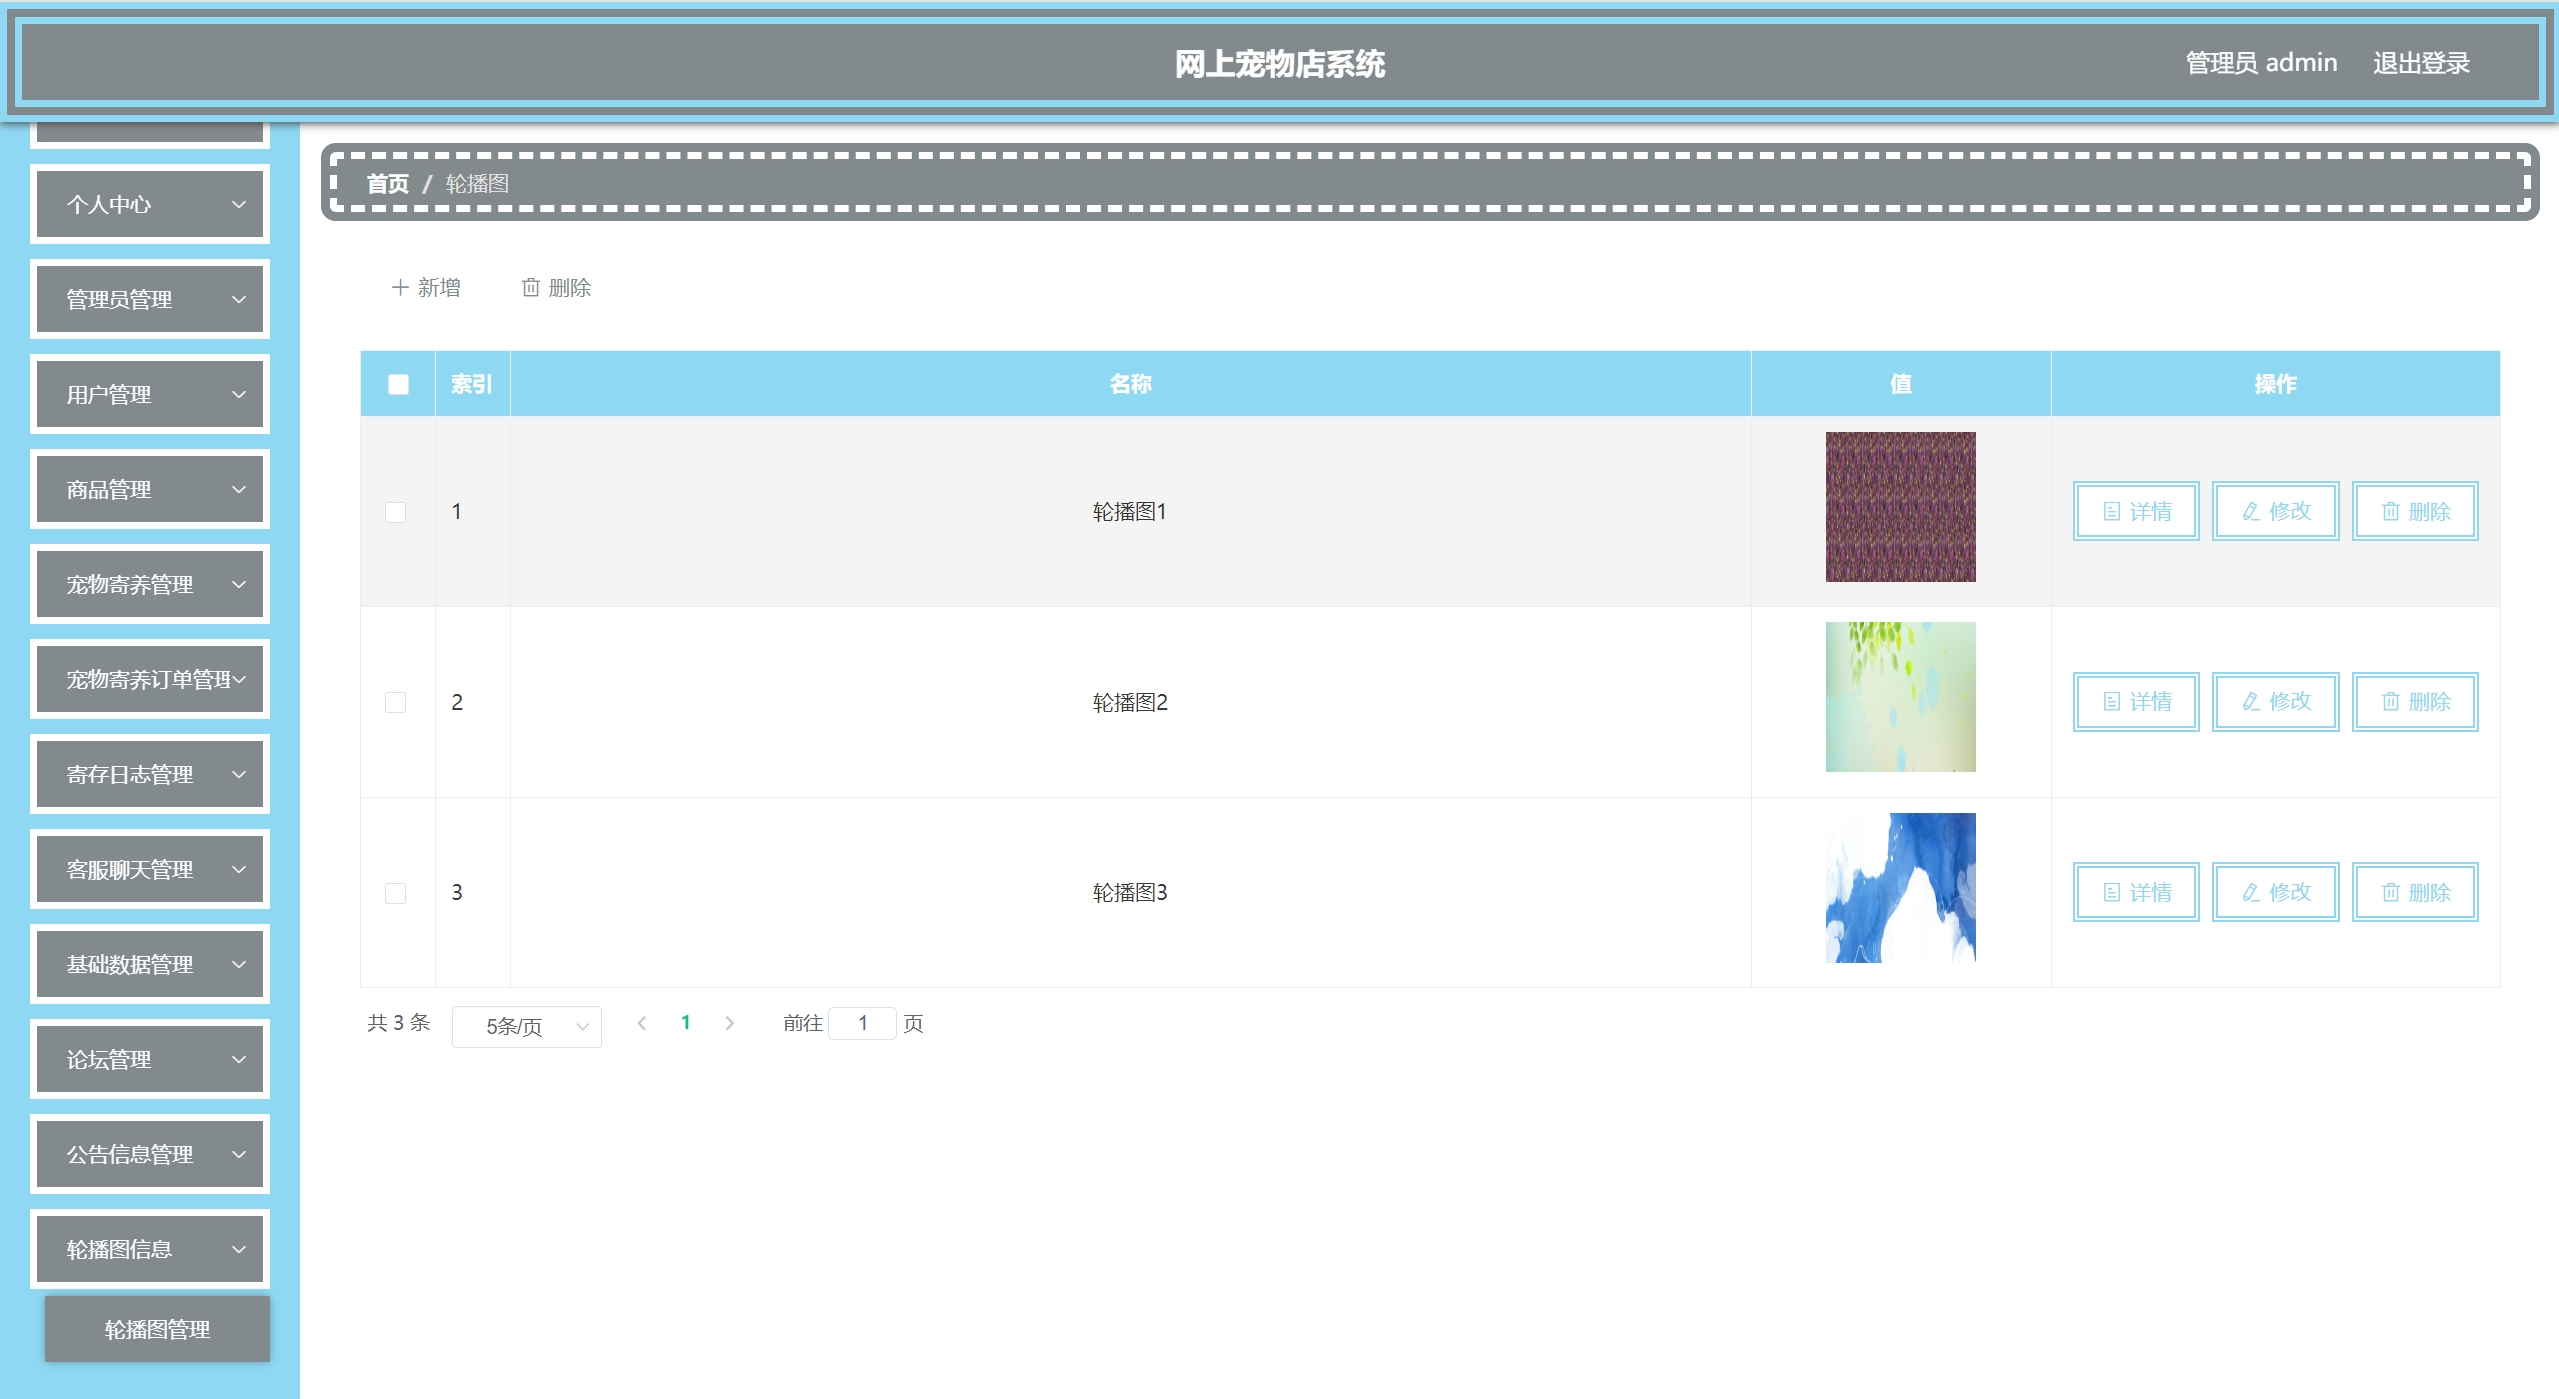 网上宠物店系统
管理员 admin 退出登录
个人中心
管理员管理
用户管理
商品管理
宠物寄养管理
宠物寄养订单管理
寄存日志管理
客服聊天管理
基础数据管理
论坛管理
公告信息管理
轮播图信息
轮播图管理
首页 / 轮播图
新增 删除
索引 名称 值 操作
1 轮播图1 详情 修改 删除
2 轮播图2 详情 修改 删除
3 轮播图3 详情 修改 删除
共 3 条 5条/页 1 前往 1 页